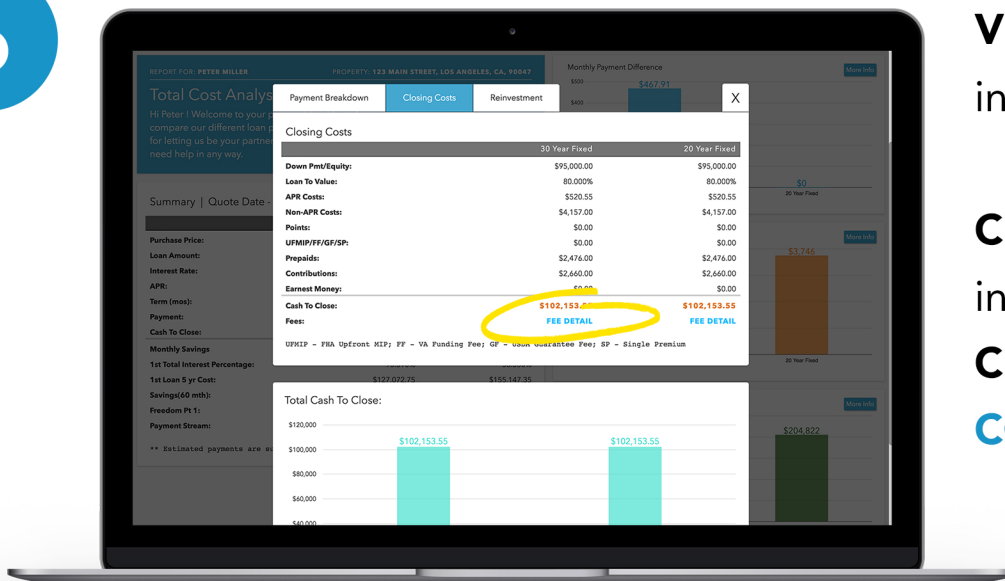 REPORT FOR: PETER MILLER PROPERTY: 123 MAIN STREET, LOS ANGELES, CA, 90047
Total Cost Analys
Hi Peter ! Welcome to your p
compare our different loan p
for letting us be your partne
need help in any way.
Summary | Quote Date -
Purchase Price:
Loan Amount:
Interest Rate:
APR:
Term (mos):
Payment:
Cash To Close:
Monthly Savings
1st Total Interest Percentage:
1st Loan 5 yr Cost: $127,072.75 $155,147.35
Savings(60 mth):
Freedom Pt 1:
Payment Stream:
** Estimated payments are su
Payment Breakdown Closing Costs Reinvestment X
Closing Costs
30 Year Fixed 20 Year Fixed
Down Pmt/Equity: $95,000.00 $95,000.00
Loan To Value: 80.000% 80.000%
APR Costs: $520.55 $520.55
Non-APR Costs: $4,157.00 $4,157.00
Points: $0.00 $0.00
UFMIP/FF/GF/SP: $0.00 $0.00
Prepaids: $2,476.00 $2,476.00
Contributions: $2,660.00 $2,660.00
Earnest Money: $0.00 $0.00
Cash To Close: $102,153. $102,153.55
Fees: FEE DETAIL FEE DETAIL
UFMIP - FHA Upfront MIP; FF - VA Funding Fee; GF - USDA Guarantee Fee; SP - Single Premium
Total Cash To Close:
$120,000
$100,000
$80,000
$60,000
$40,000
$102,153.55 $102,153.55
Monthly Payment Difference More Info
$500
$400
$467.91
$0
20 Year Fixed
More Info
$3,746
20 Year Fixed
More Info
$204,822
V
in
C
in
C
c